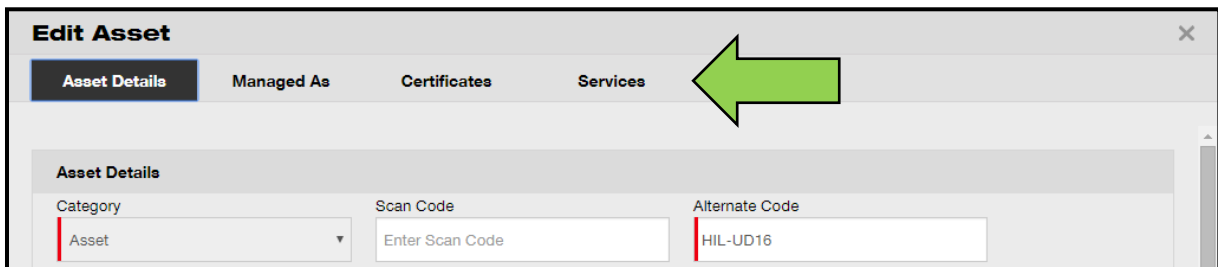 Edit Asset
Asset Details Managed As Certificates Services
Asset Details
Category Scan Code Alternate Code
Asset Enter Scan Code HIL-UD16